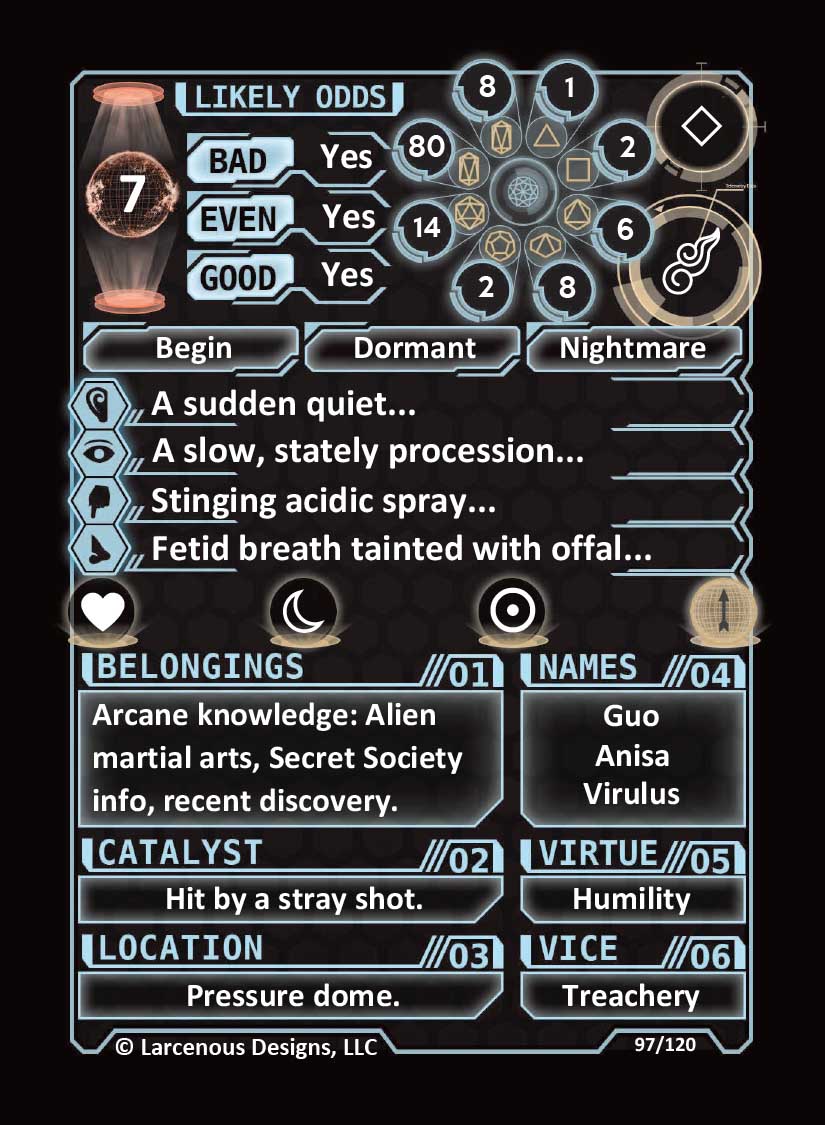 7
LIKELY ODDS
BAD Yes
EVEN Yes
GOOD Yes
8
1
80
2
14
6
2
8
Begin
Dormant
Nightmare
A sudden quiet...
A slow, stately procession...
Stinging acidic spray...
Fetid breath tainted with offal...
BELONGINGS ///01
Arcane knowledge: Alien
martial arts, Secret Society
info, recent discovery.
NAMES ///04
Guo
Anisa
Virulus
CATALYST ///02
Hit by a stray shot.
VIRTUE ///05
Humility
LOCATION ///03
Pressure dome.
VICE ///06
Treachery
© Larcenous Designs, LLC
97/120